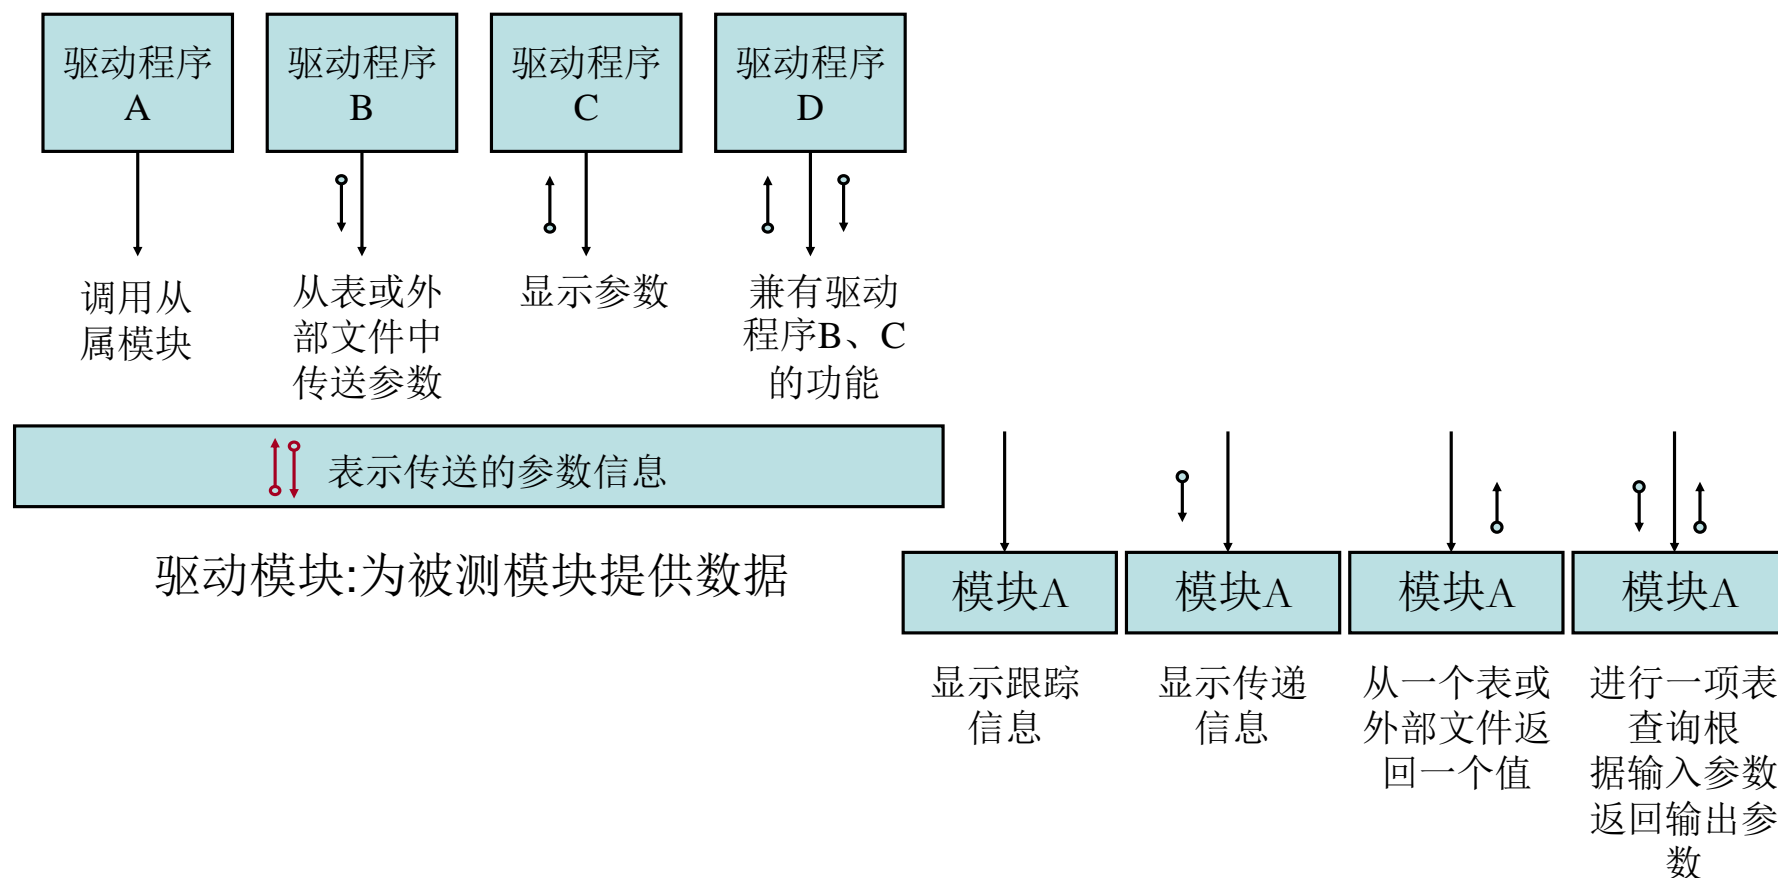 驱动程序
A
驱动程序
B
驱动程序
C
驱动程序
D
调用从
属模块
从表或外
部文件中
传送参数
显示参数
兼有驱动
程序B、C
的功能
表示传送的参数信息
驱动模块:为被测模块提供数据
模块A
模块A
模块A
模块A
显示跟踪
信息
显示传递
信息
从一个表或
外部文件返
回一个值
进行一项表
查询根
据输入参数
返回输出参
数